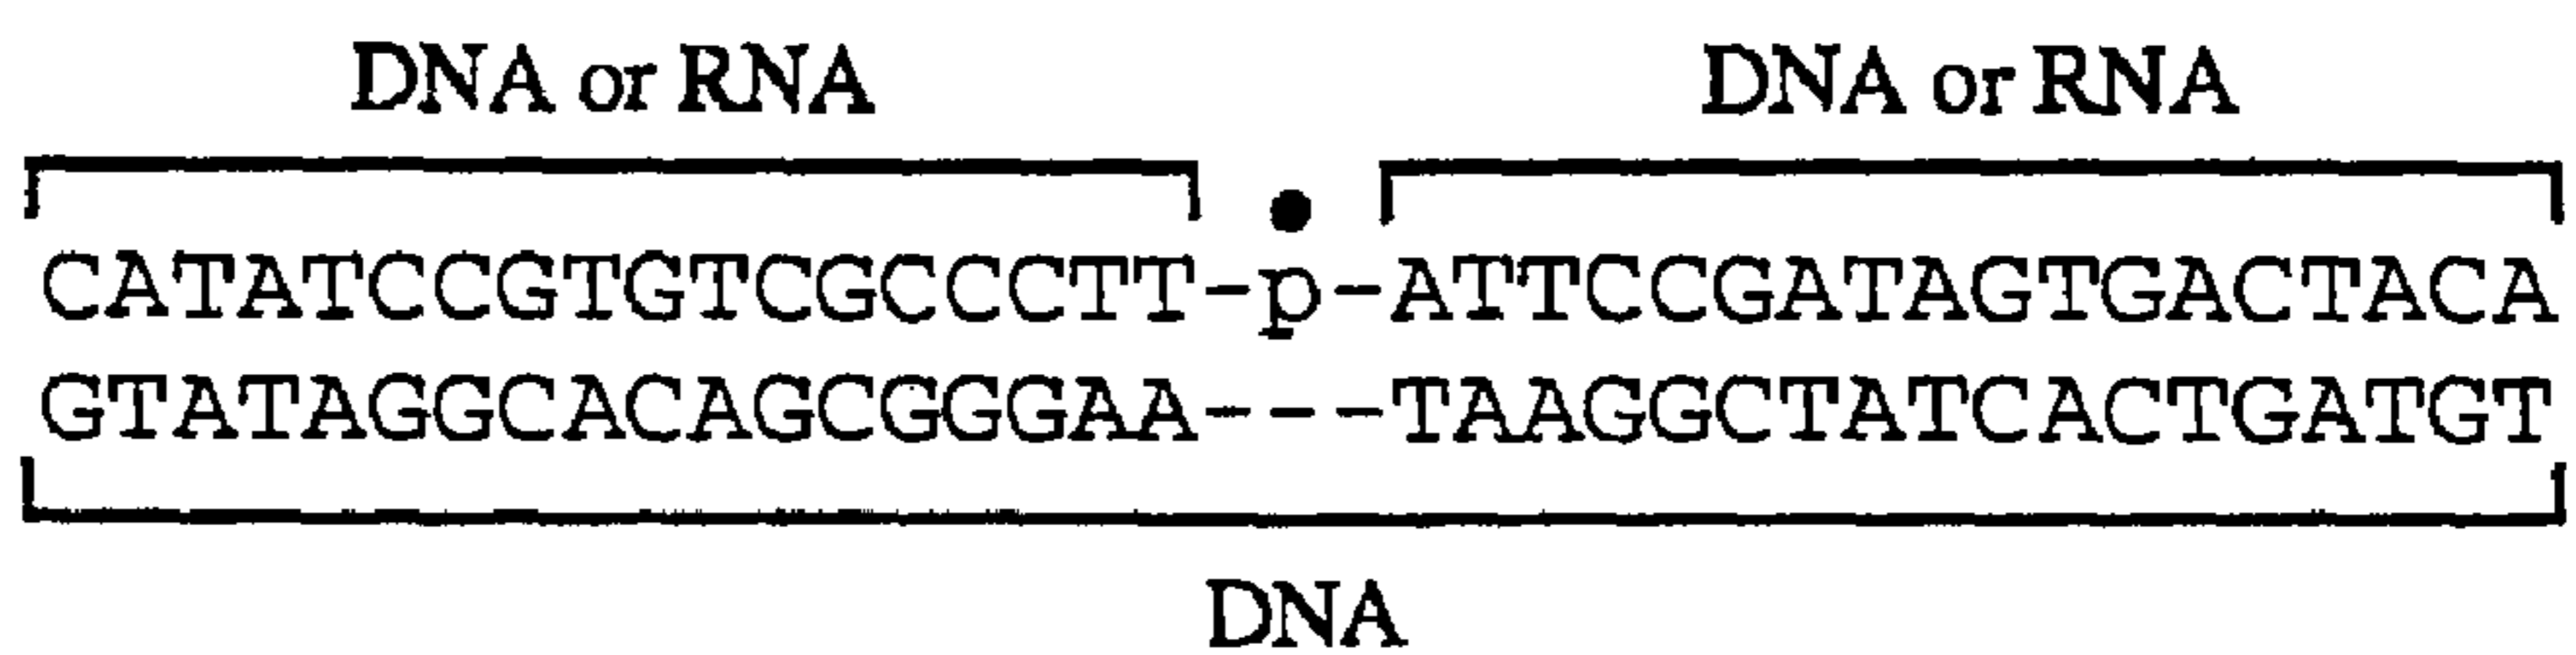 DNA or RNA DNA or RNA
CATATCCGTGTCGCCCTT-p-ATTCCGATAGTGACTACA
GTATAGGCACAGCGGGAA---TAAGGCTATCACTGATGT
DNA